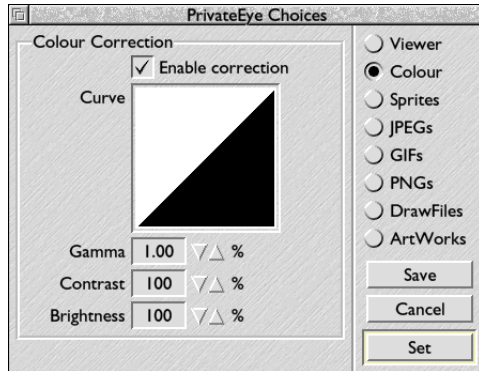 PrivateEye Choices
Colour Correction
Enable correction
Curve
Gamma 1.00 %
Contrast 100 %
Brightness 100 %
Viewer
Colour
Sprites
JPEGs
GIFs
PNGs
DrawFiles
ArtWorks
Save
Cancel
Set